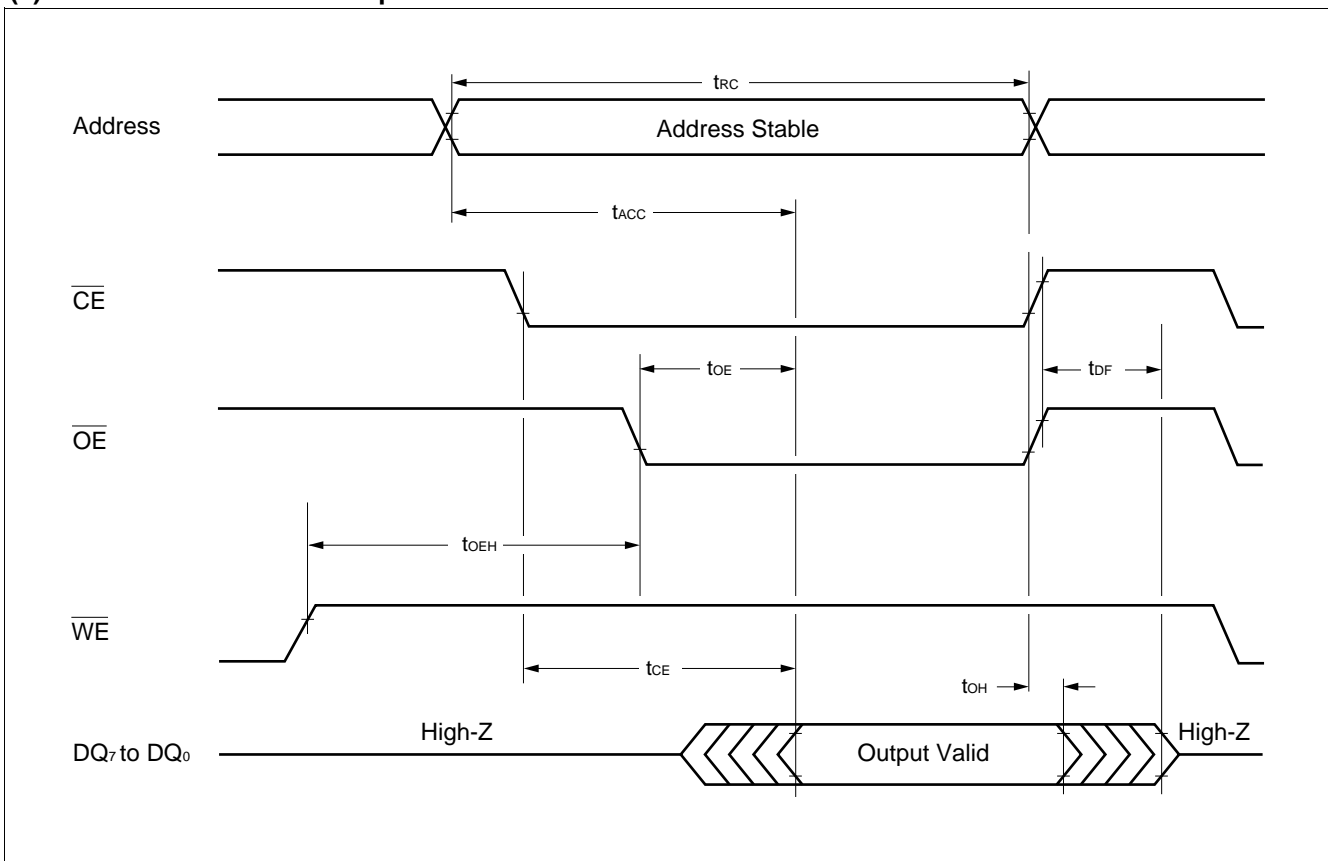 tRC
Address
Address Stable
tACC
CE
tOE
tDF
OE
tOEH
WE
tCE
tOH
High-Z
High-Z
DQ7 to DQ0
Output Valid